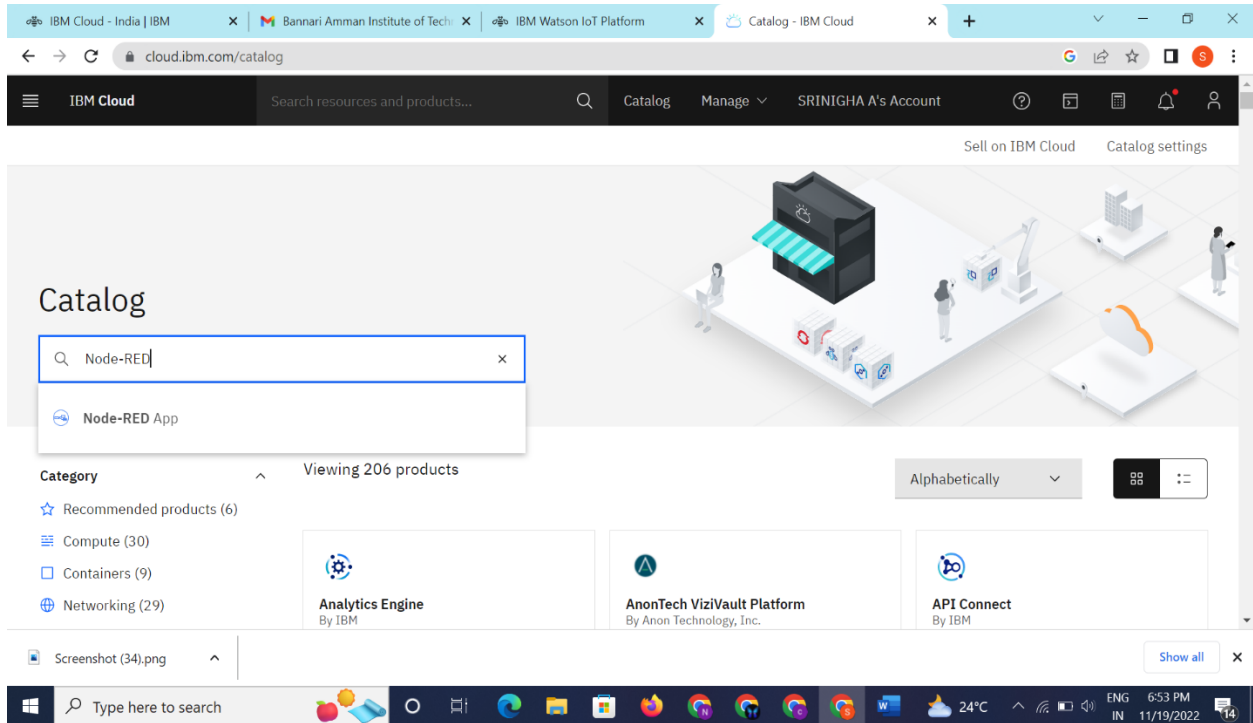 IBM Cloud - India | IBM
Bannari Amman Institute of Techn
IBM Watson IoT Platform
Catalog - IBM Cloud
cloud.ibm.com/catalog
G
S
IBM Cloud
Search resources and products...
Catalog
Manage
SRINIGHA A's Account
Sell on IBM Cloud
Catalog settings
Catalog
Node-RED
Node-RED App
Category
Viewing 206 products
Alphabetically
Recommended products (6)
Compute (30)
Containers (9)
Networking (29)
Analytics Engine
By IBM
AnonTech ViziVault Platform
By Anon Technology, Inc.
API Connect
By IBM
Screenshot (34).png
Show all
Type here to search
24°C
ENG
IN
6:53 PM
11/19/2022
14